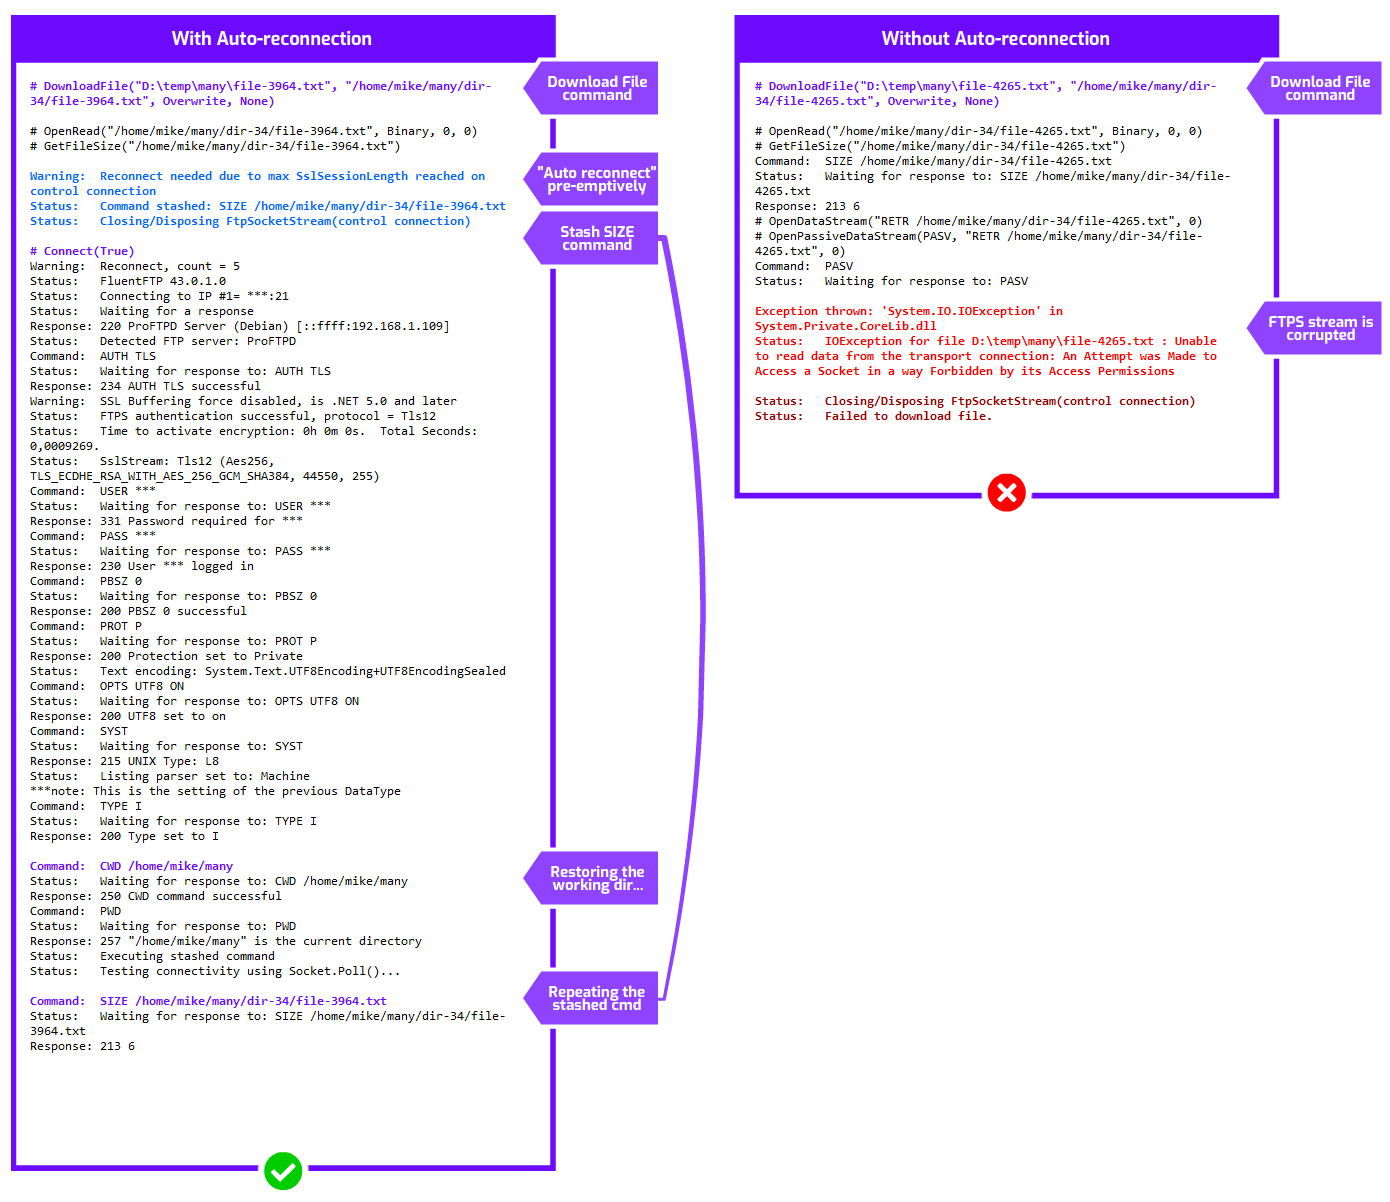 With Auto-reconnection
# DownloadFile("D:\temp\many\file-3964.txt", "/home/mike/many/dir-
34/file-3964.txt", Overwrite, None)
Download File
command
# OpenRead("/home/mike/many/dir-34/file-3964.txt", Binary, 0, 0)
# GetFileSize("/home/mike/many/dir-34/file-3964.txt")
Warning:  Reconnect needed due to max SslSessionLength reached on
control connection
"Auto reconnect"
pre-emptively
Status:   Command stashed: SIZE /home/mike/many/dir-34/file-3964.txt
Status:   Closing/Disposing FtpSocketStream(control connection)
Stash SIZE
command
# Connect(True)
Warning:  Reconnect, count = 5
Status:   FluentFTP 43.0.1.0
Status:   Connecting to IP #1= ***:21
Status:   Waiting for a response
Response: 220 ProFTPD Server (Debian) [::ffff:192.168.1.109]
Status:   Detected FTP server: ProFTPD
Command:  AUTH TLS
Status:   Waiting for response to: AUTH TLS
Response: 234 AUTH TLS successful
Warning:  SSL Buffering force disabled, is .NET 5.0 and later
Status:   FTPS authentication successful, protocol = Tls12
Status:   Time to activate encryption: 0h 0m 0s.  Total Seconds:
0,0009269.
Status:   SslStream: Tls12 (Aes256,
TLS_ECDHE_RSA_WITH_AES_256_GCM_SHA384, 44550, 255)
Command:  USER ***
Status:   Waiting for response to: USER ***
Response: 331 Password required for ***
Command:  PASS ***
Status:   Waiting for response to: PASS ***
Response: 230 User *** logged in
Command:  PBSZ 0
Status:   Waiting for response to: PBSZ 0
Response: 200 PBSZ 0 successful
Command:  PROT P
Status:   Waiting for response to: PROT P
Response: 200 Protection set to Private
Status:   Text encoding: System.Text.UTF8Encoding+UTF8EncodingSealed
Command:  OPTS UTF8 ON
Status:   Waiting for response to: OPTS UTF8 ON
Response: 200 UTF8 set to on
Command:  SYST
Status:   Waiting for response to: SYST
Response: 215 UNIX Type: L8
Status:   Listing parser set to: Machine
***note: This is the setting of the previous DataType
Command:  TYPE I
Status:   Waiting for response to: TYPE I
Response: 200 Type set to I
Command:  CWD /home/mike/many
Status:   Waiting for response to: CWD /home/mike/many
Response: 250 CWD command successful
Restoring the
working dir...
Command:  PWD
Status:   Waiting for response to: PWD
Response: 257 "/home/mike/many" is the current directory
Status:   Executing stashed command
Status:   Testing connectivity using Socket.Poll()...
Command:  SIZE /home/mike/many/dir-34/file-3964.txt
Repeating the
stashed cmd
Status:   Waiting for response to: SIZE /home/mike/many/dir-34/file-
3964.txt
Response: 213 6
Without Auto-reconnection
# DownloadFile("D:\temp\many\file-4265.txt", "/home/mike/many/dir-
34/file-4265.txt", Overwrite, None)
Download File
command
# OpenRead("/home/mike/many/dir-34/file-4265.txt", Binary, 0, 0)
# GetFileSize("/home/mike/many/dir-34/file-4265.txt")
Command:  SIZE /home/mike/many/dir-34/file-4265.txt
Status:   Waiting for response to: SIZE /home/mike/many/dir-34/file-
4265.txt
Response: 213 6
# OpenDataStream("RETR /home/mike/many/dir-34/file-4265.txt", 0)
# OpenPassiveDataStream(PASV, "RETR /home/mike/many/dir-34/file-
4265.txt", 0)
Command:  PASV
Status:   Waiting for response to: PASV
Exception thrown: 'System.IO.IOException' in
System.Private.CoreLib.dll
FTPS stream is
corrupted
Status:   IOException for file D:\temp\many\file-4265.txt : Unable
to read data from the transport connection: An Attempt was Made to
Access a Socket in a way Forbidden by its Access Permissions
Status:   Closing/Disposing FtpSocketStream(control connection)
Status:   Failed to download file.